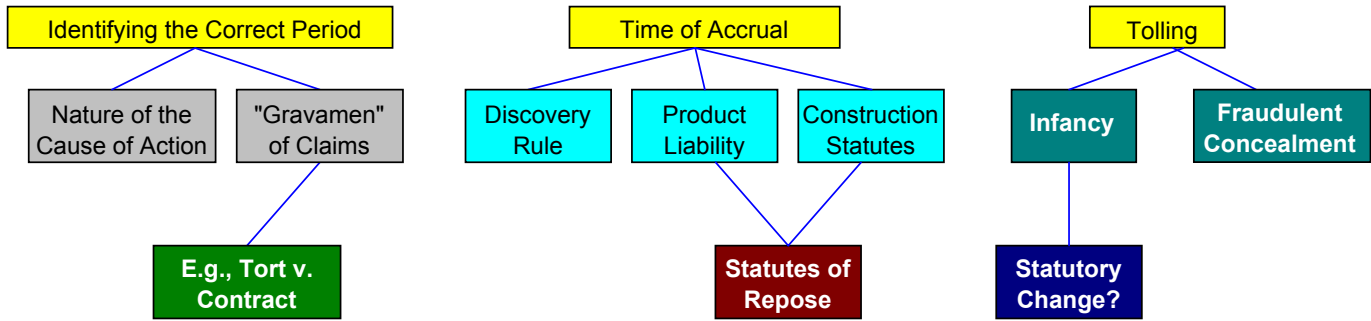 Identifying the Correct Period
Time of Accrual
Tolling
Nature of the
Cause of Action
"Gravamen"
of Claims
Discovery
Rule
Product
Liability
Construction
Statutes
Infancy
Fraudulent
Concealment
E.g., Tort v.
Contract
Statutes of
Repose
Statutory
Change?